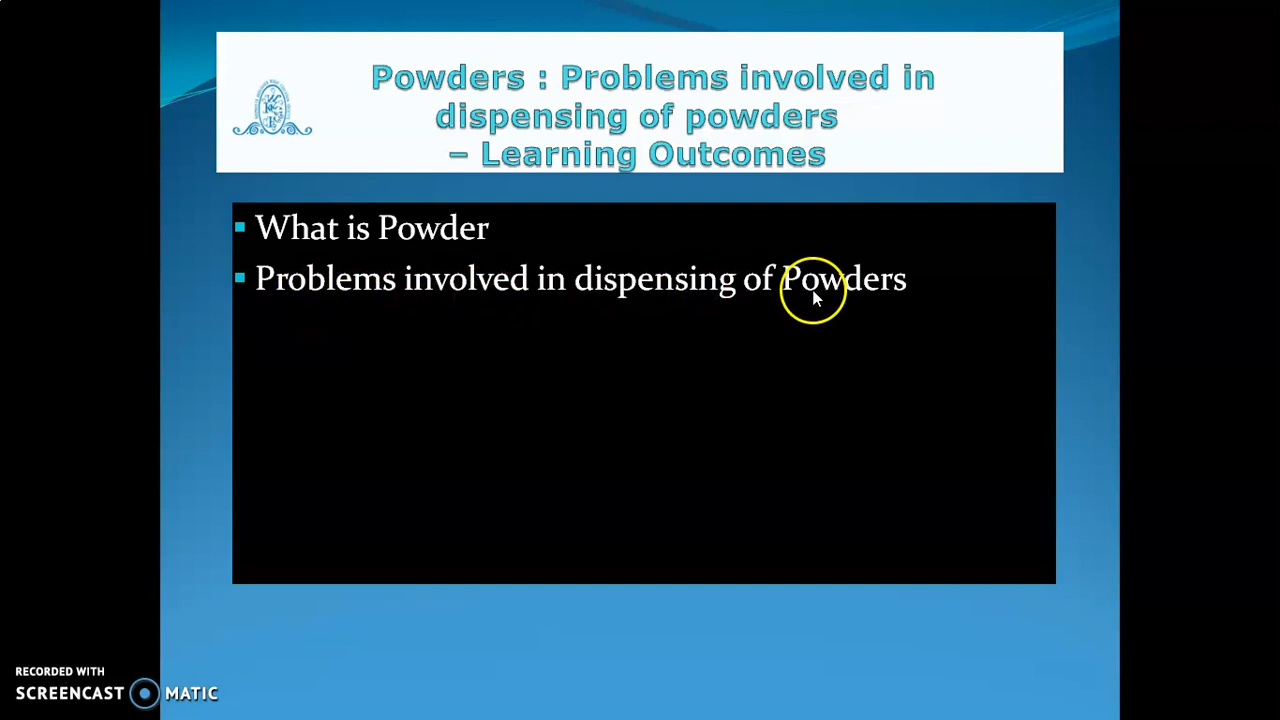 Powders : Problems involved in
dispensing of powders
– Learning Outcomes
What is Powder
Problems involved in dispensing of Powders
RECORDED WITH
SCREENCAST MATIC